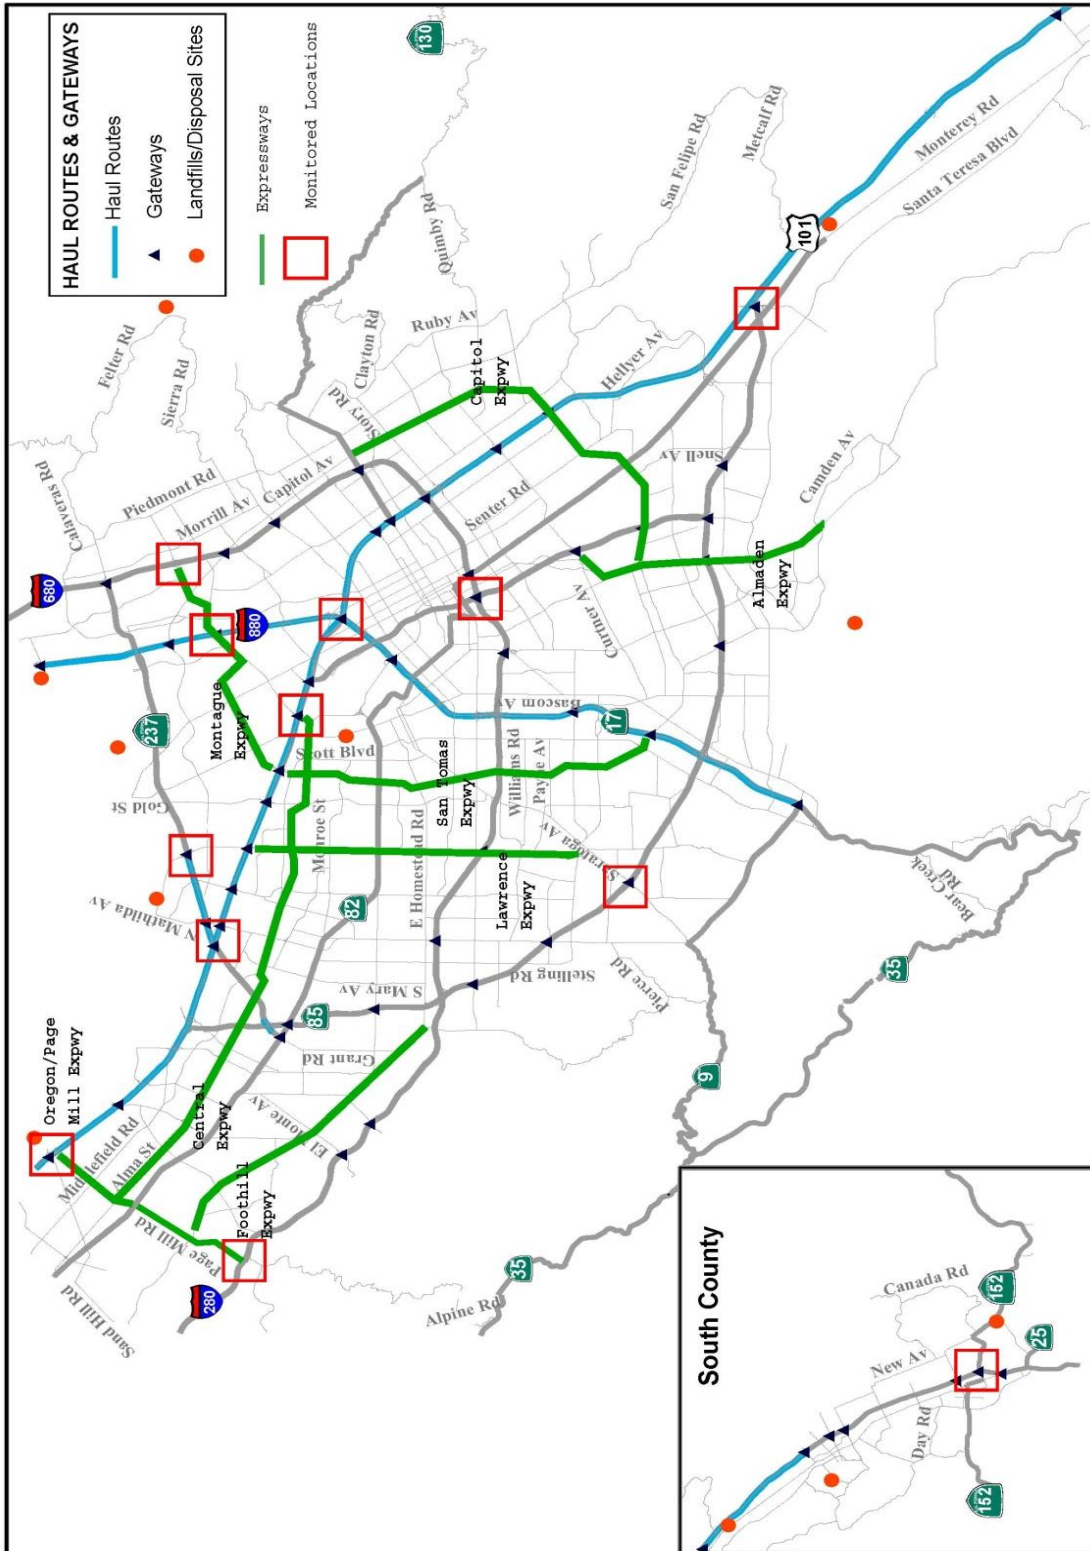 HAUL ROUTES & GATEWAYS
Haul Routes
Gateways
Landfills/Disposal Sites
Expressways
Monitored Locations
130
Felter Rd
Sierra Rd
Calaveras Rd
Piedmont Rd
Morrill Av
Capitol Av
Story Rd
Clayton Rd
Ruby Av
Quimby Rd
San Felipe Rd
Metcalf Rd
Monterey Rd
Santa Teresa Blvd
101
Hellyer Av
Capitol
Expwy
Senter Rd
Snell Av
Camden Av
Almaden
Expwy
Curtner Av
680
880
237
Montague
Expwy
Gold St
Scott Blvd
Monroe St
San Tomas
Expwy
Bascom Av
17
Williams Rd
Payne Av
Saratoga Av
E Homestead Rd
Lawrence
Expwy
82
N Mathilda Av
S Mary Av
85
Grant Rd
Stelling Rd
Pierce Rd
Bear Creek
Rd
35
9
Oregon/Page
Mill Expwy
Middlefield Rd
Alma St
Central
Expwy
El Monte Av
Foothill
Expwy
Page Mill Rd
Sand Hill Rd
280
Alpine Rd
35
South County
Canada Rd
152
New Av
25
Day Rd
152